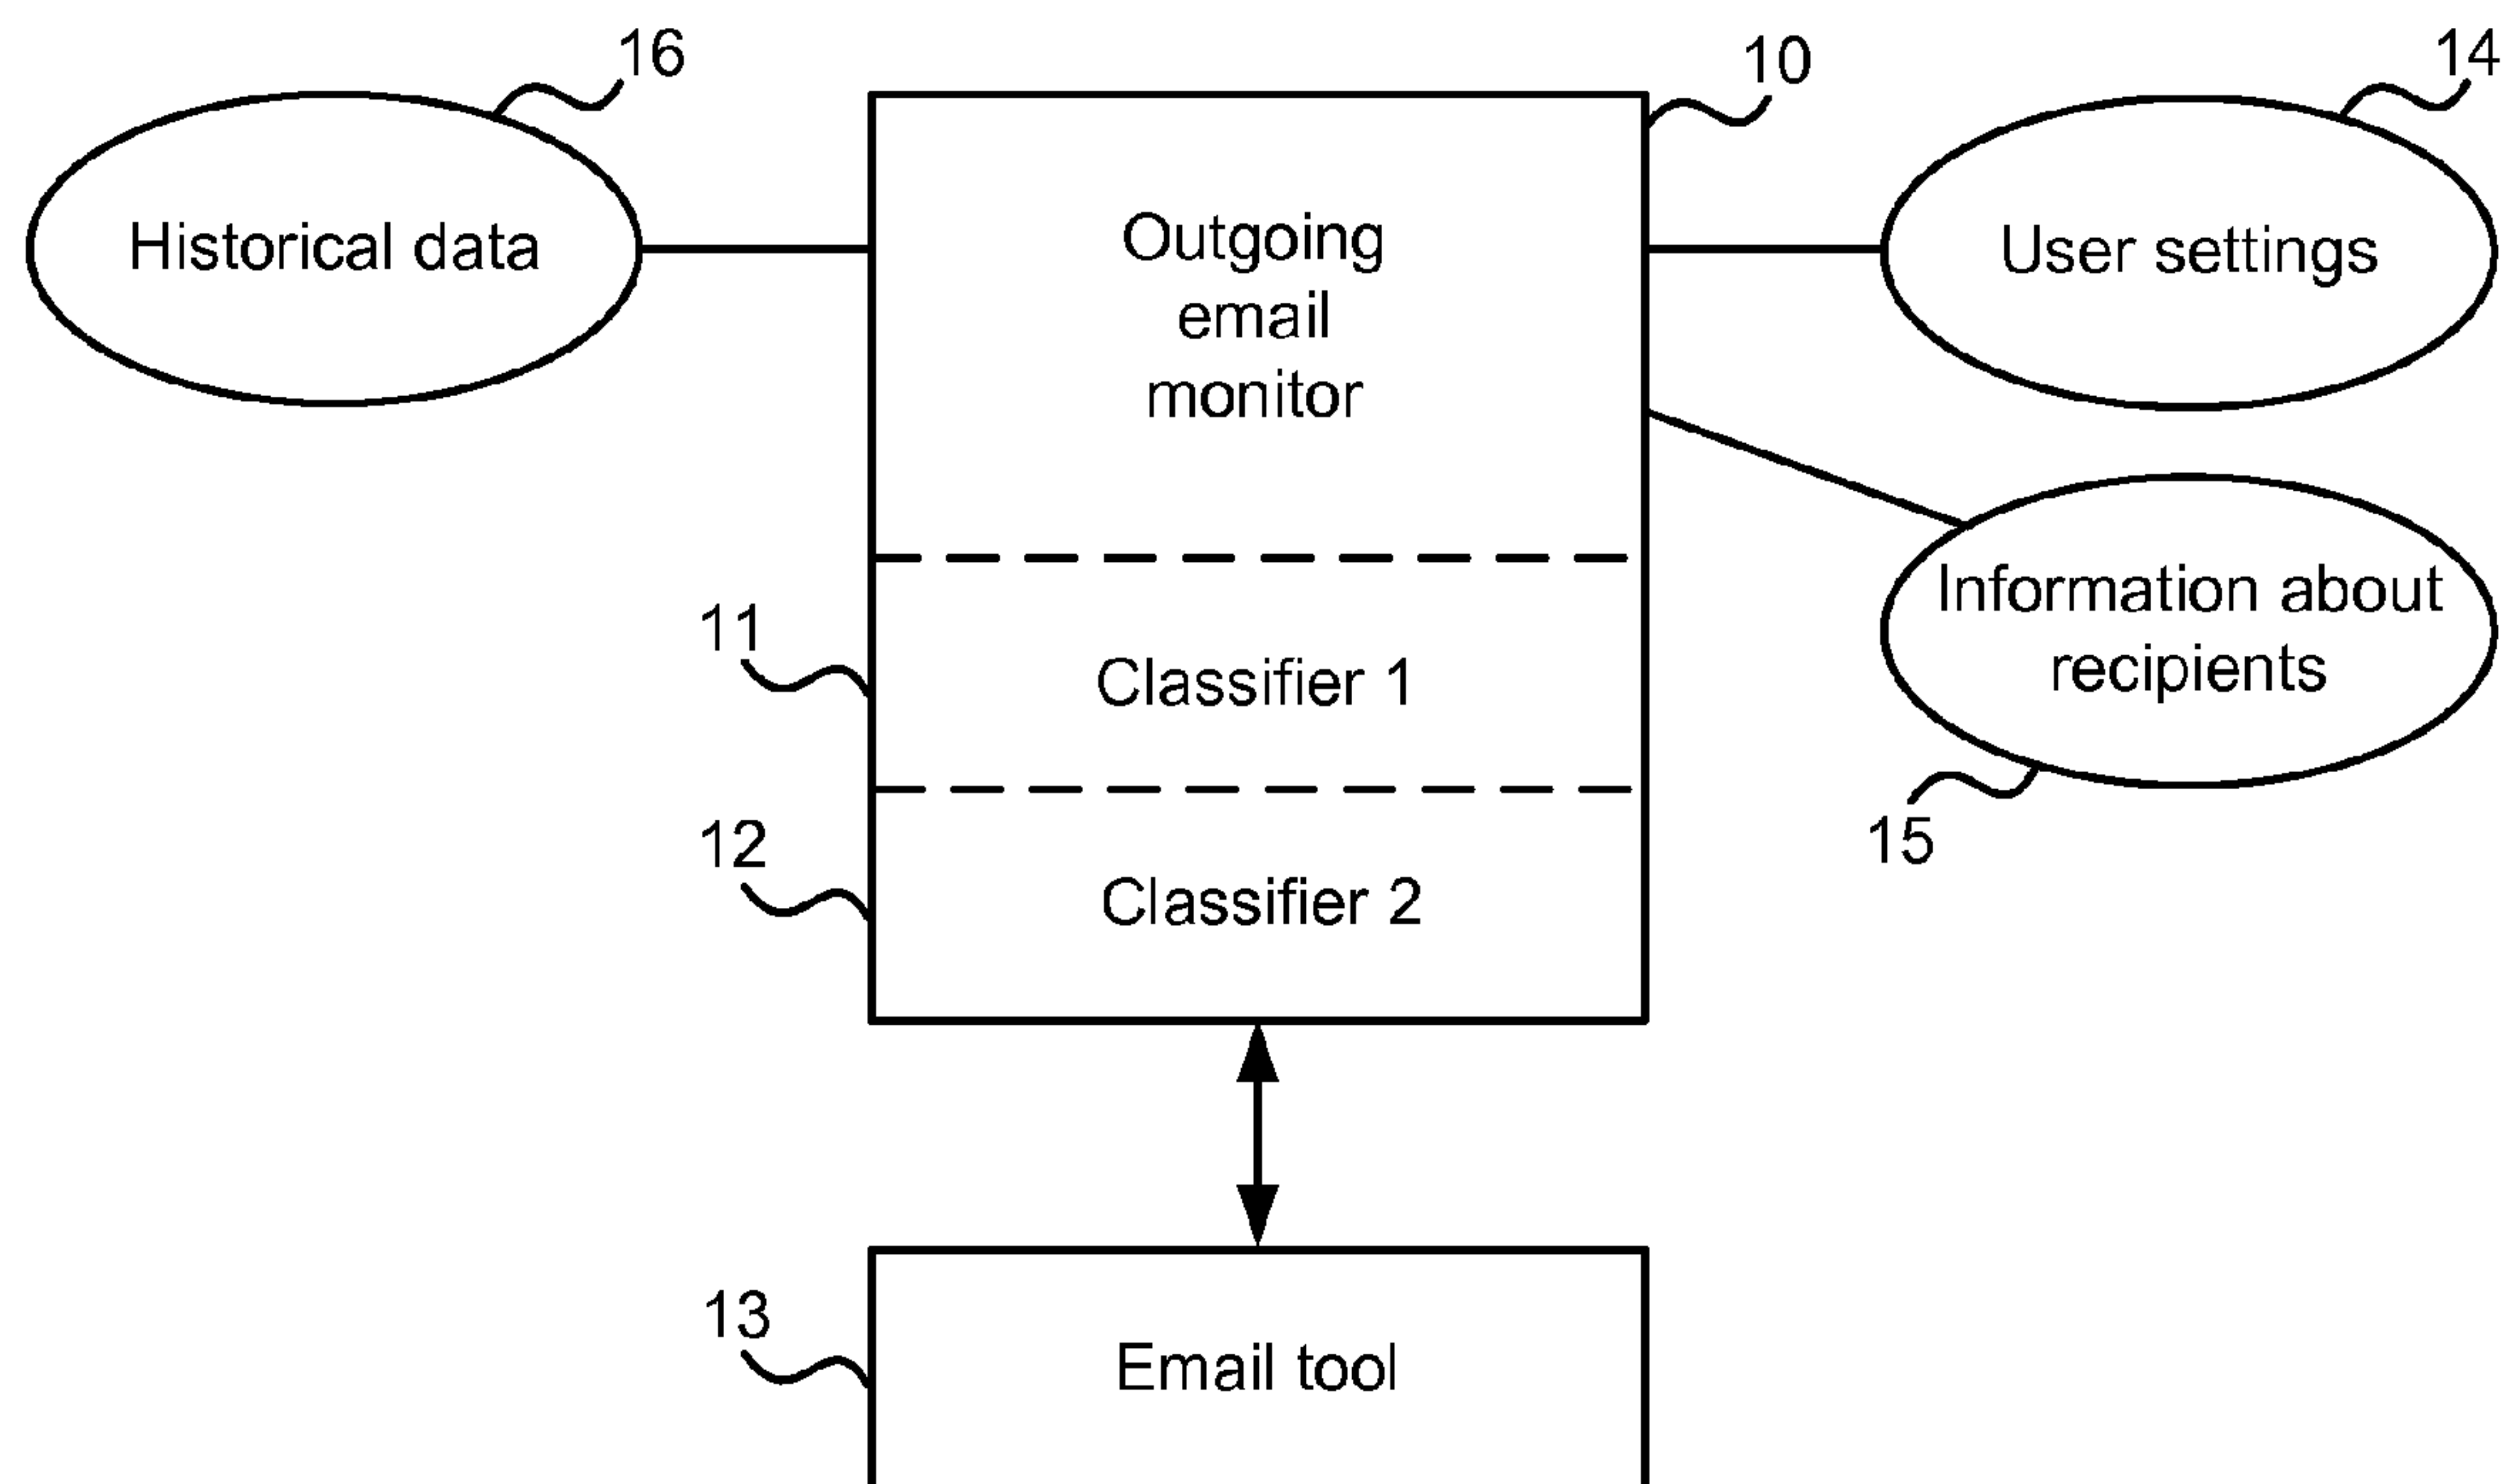 16
10
14
Historical data
Outgoing
email
monitor
User settings
Information about
recipients
11
Classifier 1
15
12
Classifier 2
13
Email tool